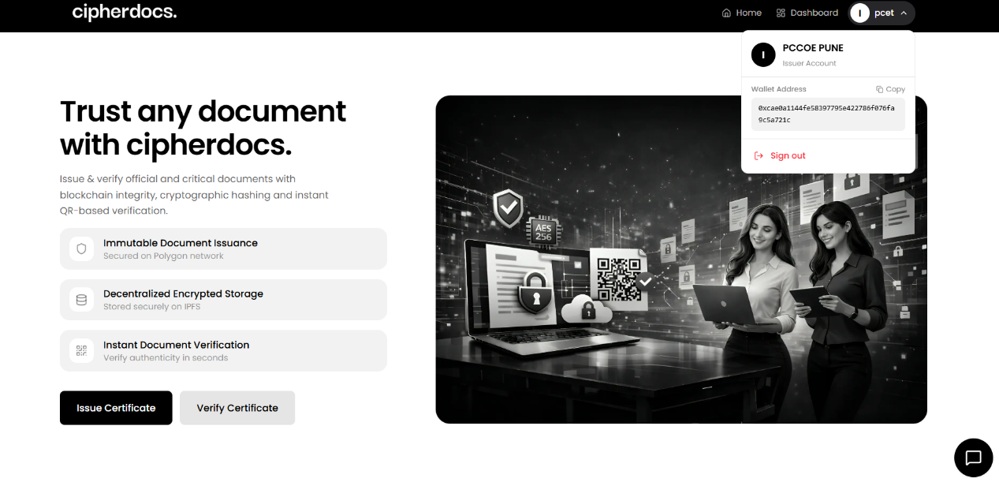 cipherdocs.
Home
Dashboard
I
pcet
I
PCCOE PUNE
Issuer Account
Wallet Address
Copy
0xcae0a1144fe58397795e422786f076fa
9c5a721c
Sign out
Trust any document
with cipherdocs.
Issue & verify official and critical documents with
blockchain integrity, cryptographic hashing and instant
QR-based verification.
Immutable Document Issuance
Secured on Polygon network
Decentralized Encrypted Storage
Stored securely on IPFS
Instant Document Verification
Verify authenticity in seconds
Issue Certificate
Verify Certificate
AES
256